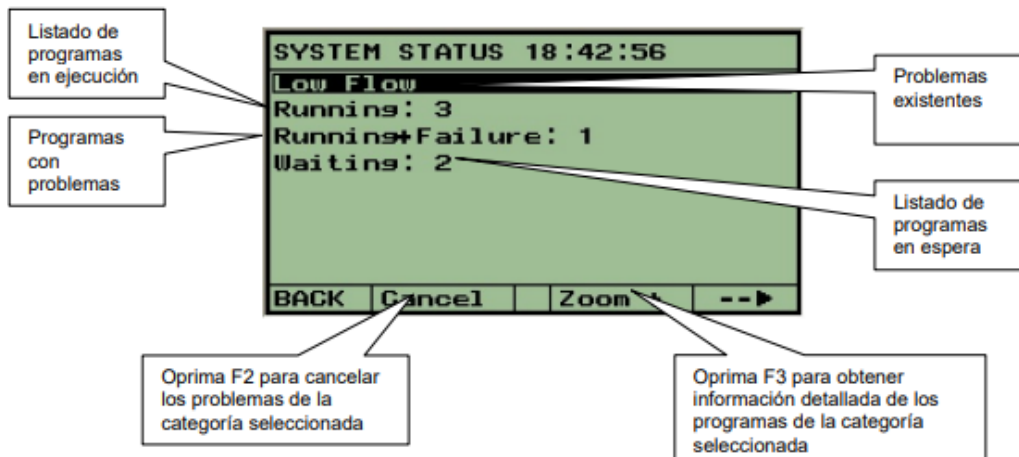 Listado de
programas
en ejecución
SYSTEM STATUS 18:42:56
Low Flow
Running: 3
Running+Failure: 1
Waiting: 2
Problemas
existentes
Programas
con
problemas
Listado de
programas
en espera
BACK Cancel Zoom + -->
Oprima F2 para cancelar
los problemas de la
categoría seleccionada
Oprima F3 para obtener
información detallada de los
programas de la categoría
seleccionada